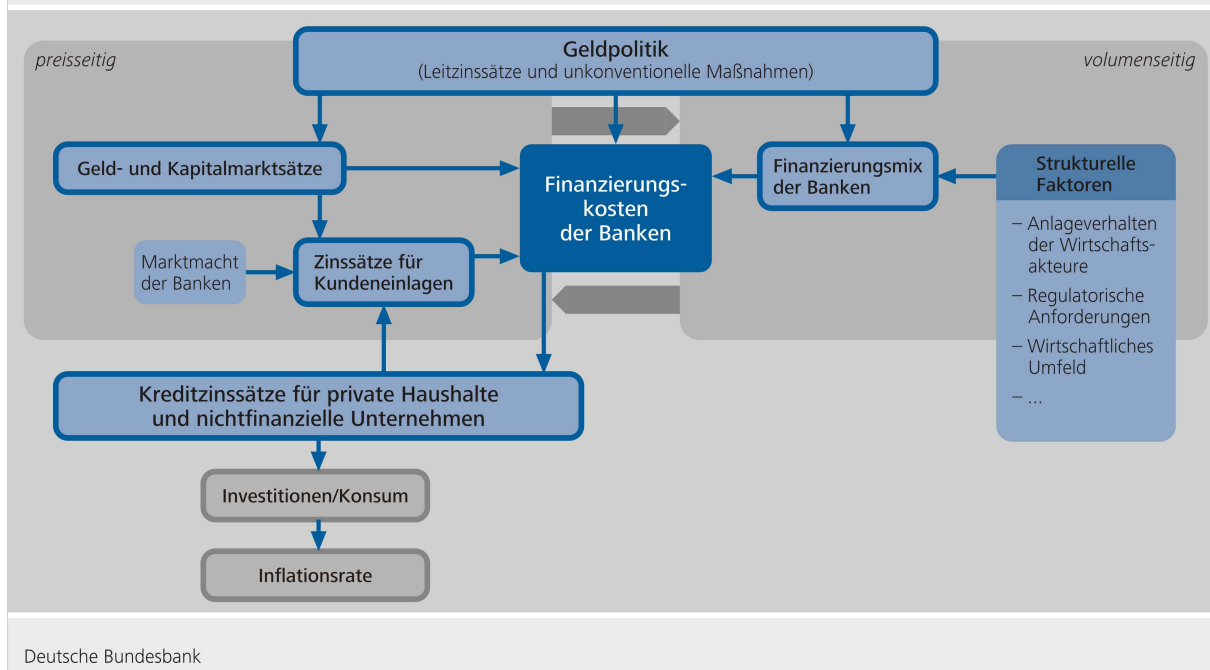 Geldpolitik
(Leitzinssätze und unkonventionelle Maßnahmen)
preisseitig
volumenseitig
Geld- und Kapitalmarktsätze
Finanzierungs-
kosten
der Banken
Finanzierungsmix
der Banken
Strukturelle
Faktoren
– Anlageverhalten
der Wirtschafts-
akteure
– Regulatorische
Anforderungen
– Wirtschaftliches
Umfeld
– ...
Marktmacht
der Banken
Zinssätze für
Kundeneinlagen
Kreditzinssätze für private Haushalte
und nichtfinanzielle Unternehmen
Investitionen/Konsum
Inflationsrate
Deutsche Bundesbank